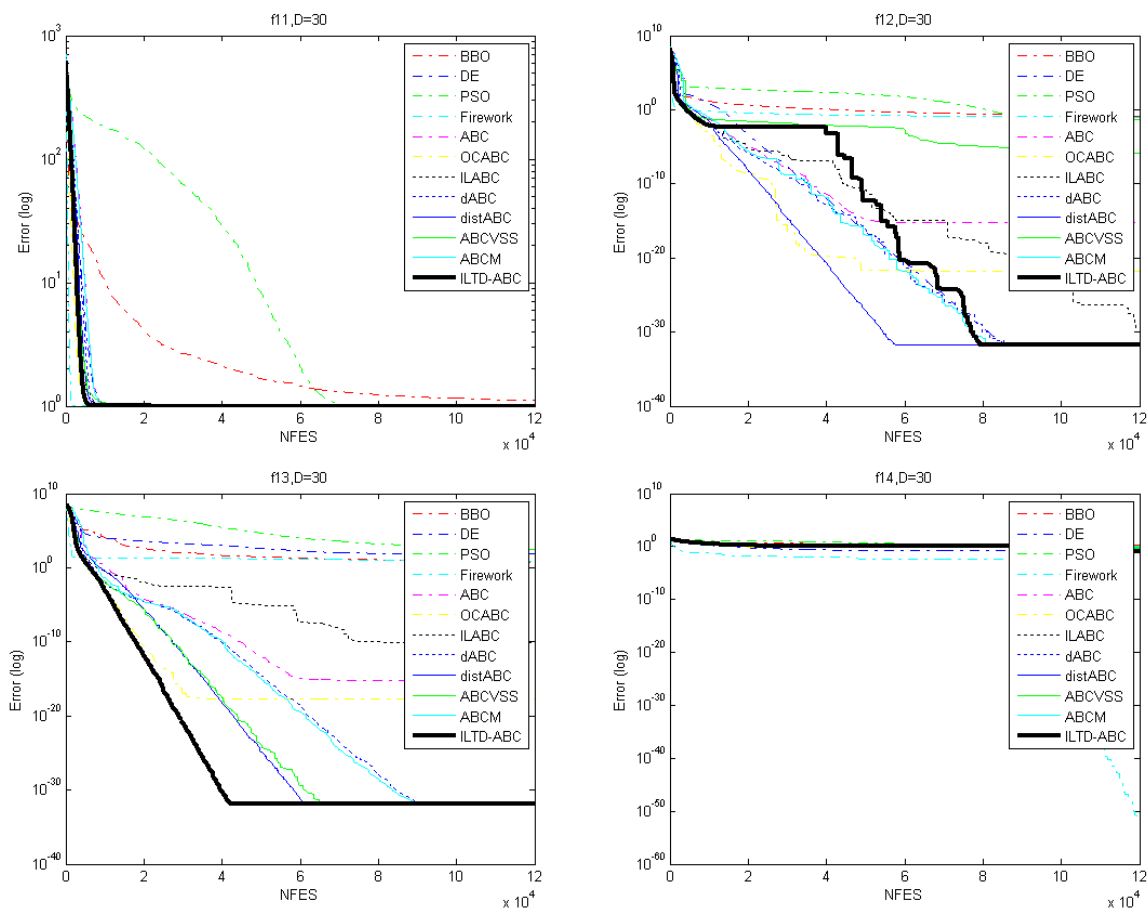 f11,D=30
10^3
10^2
10^1
10^0
Error (log)
0
2
4
6
8
10
12
x 10^4
NFES
BBO
DE
PSO
Firework
ABC
OCABC
ILABC
dABC
distABC
ABCVSS
ABCM
ILTD-ABC
f12,D=30
10^10
10^0
10^-10
10^-20
10^-30
10^-40
Error (log)
0
2
4
6
8
10
12
x 10^4
NFES
BBO
DE
PSO
Firework
ABC
OCABC
ILABC
dABC
distABC
ABCVSS
ABCM
ILTD-ABC
f13,D=30
10^10
10^0
10^-10
10^-20
10^-30
10^-40
Error (log)
0
2
4
6
8
10
12
x 10^4
NFES
BBO
DE
PSO
Firework
ABC
OCABC
ILABC
dABC
distABC
ABCVSS
ABCM
ILTD-ABC
f14,D=30
10^10
10^0
10^-10
10^-20
10^-30
10^-40
10^-50
10^-60
Error (log)
0
2
4
6
8
10
12
x 10^4
NFES
BBO
DE
PSO
Firework
ABC
OCABC
ILABC
dABC
distABC
ABCVSS
ABCM
ILTD-ABC